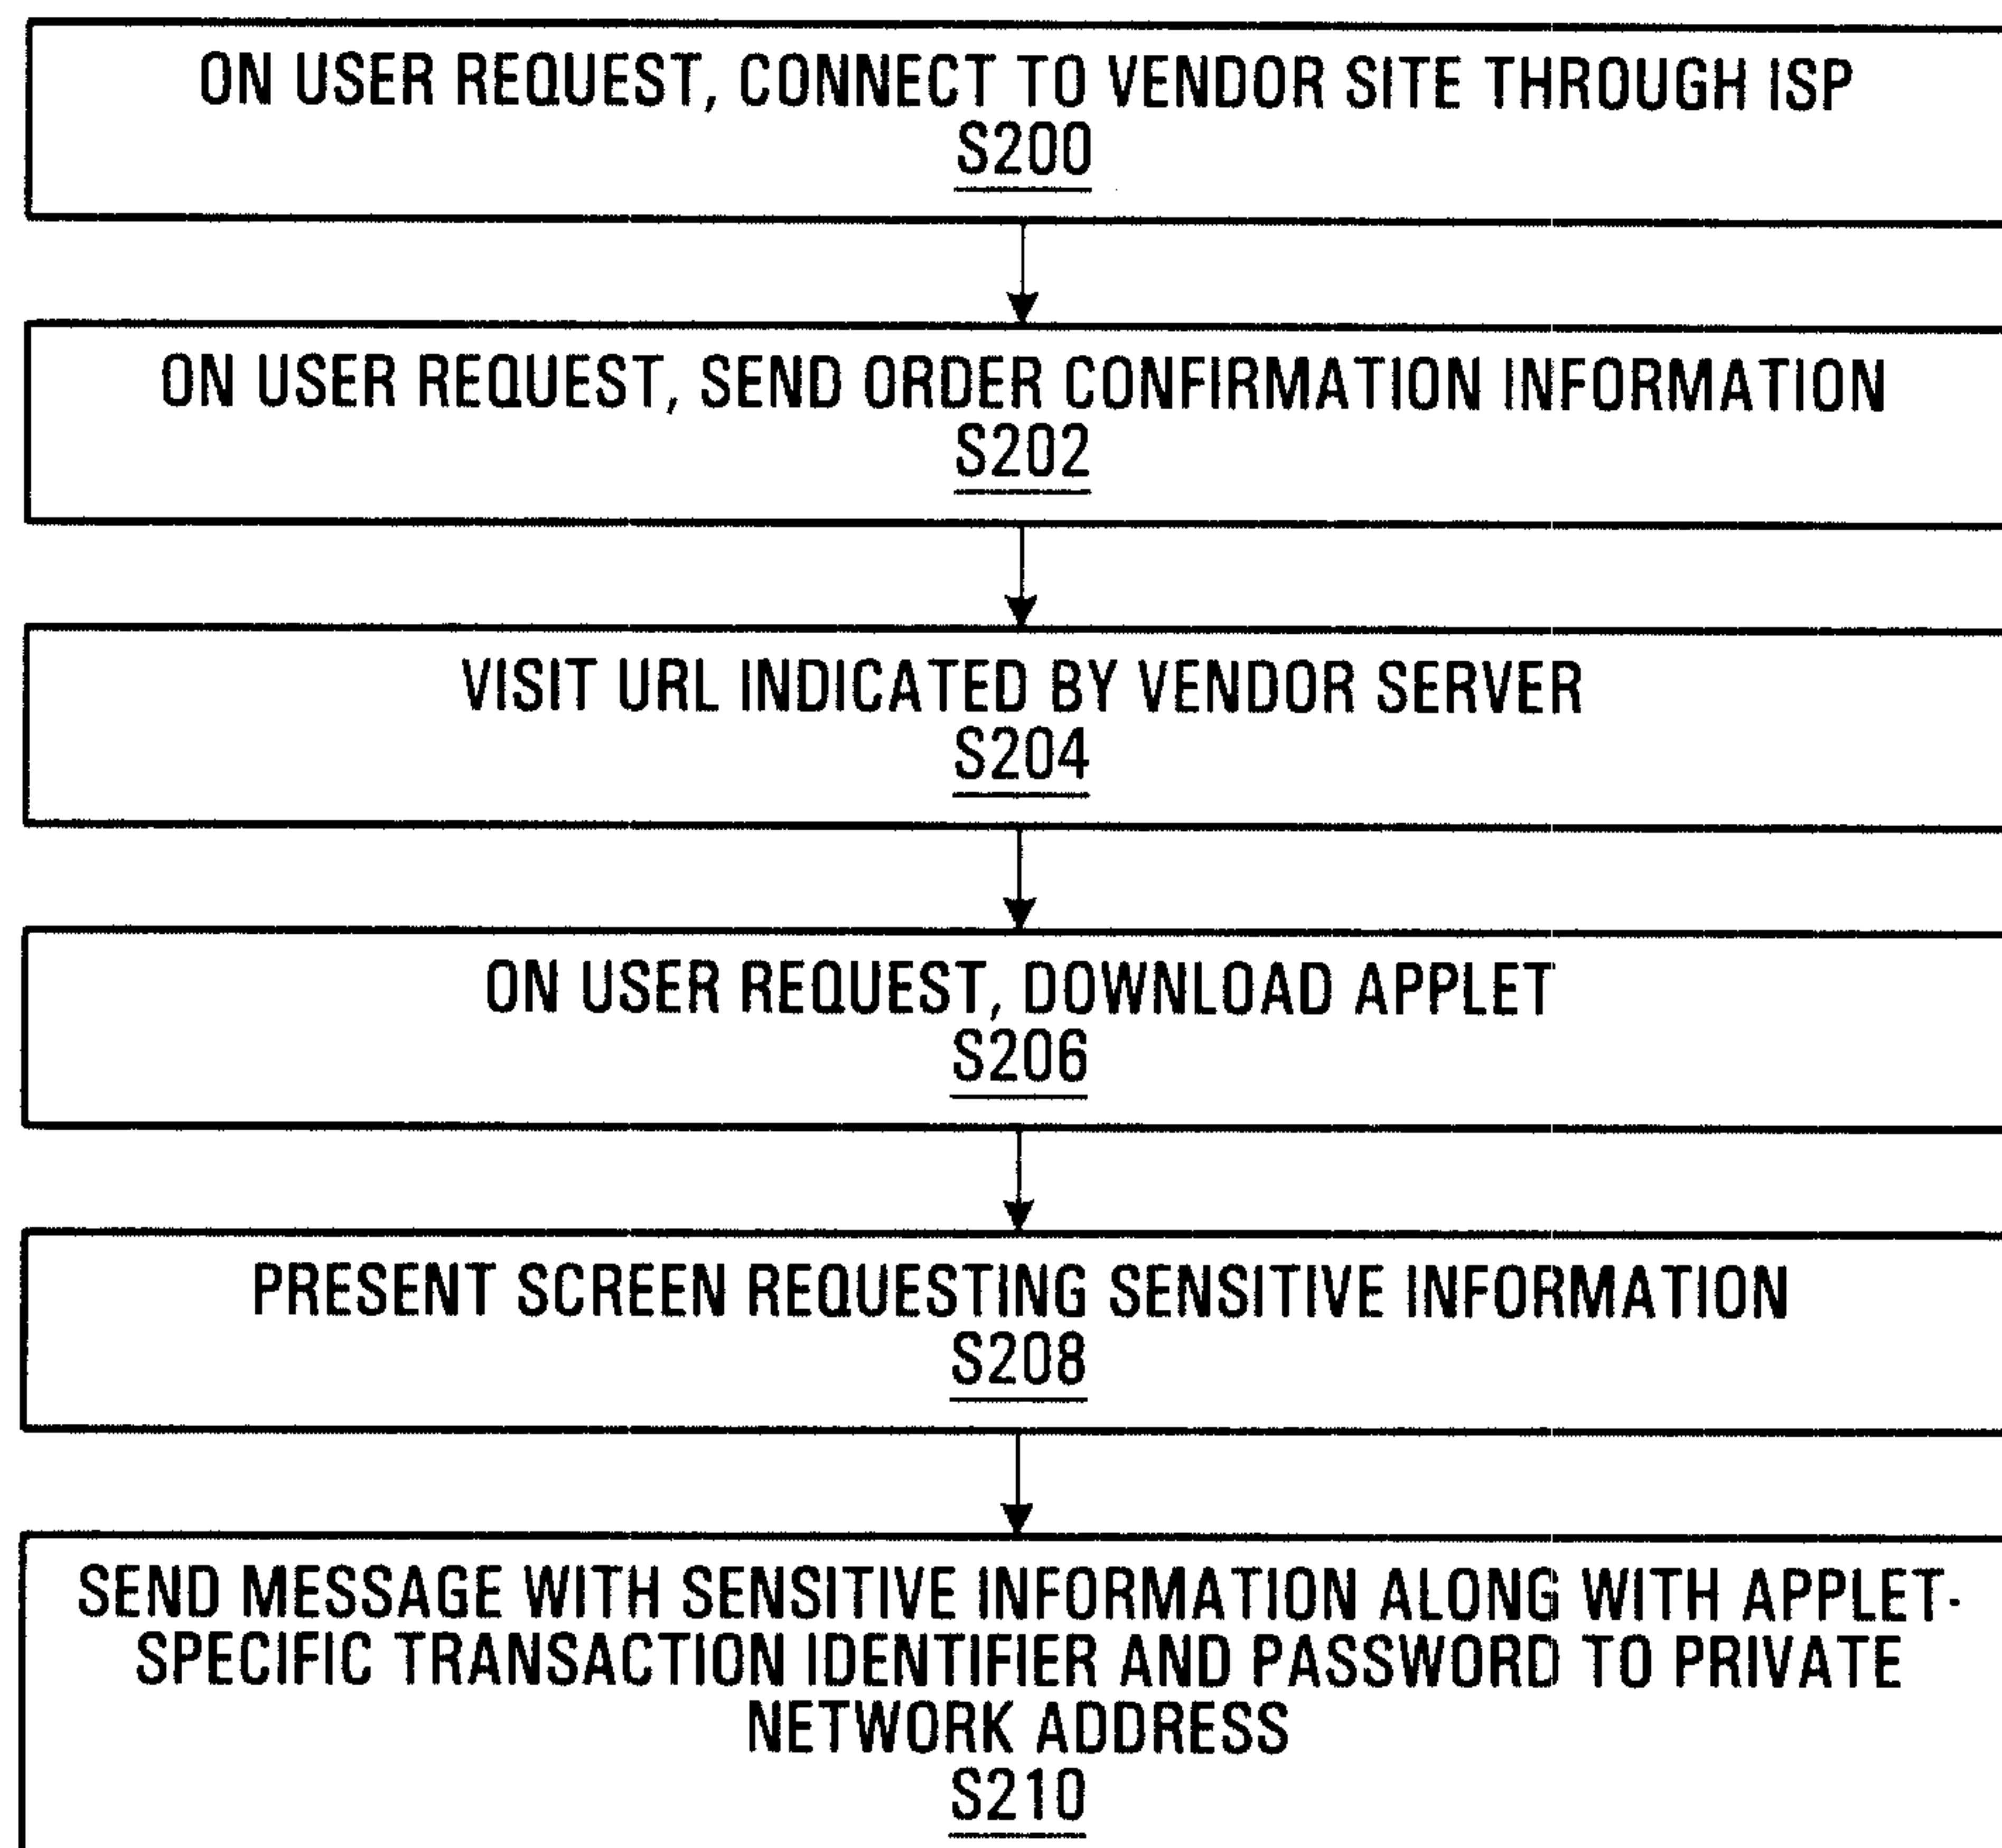 ON USER REQUEST, CONNECT TO VENDOR SITE THROUGH ISP
S200
ON USER REQUEST, SEND ORDER CONFIRMATION INFORMATION
S202
VISIT URL INDICATED BY VENDOR SERVER
S204
ON USER REQUEST, DOWNLOAD APPLET
S206
PRESENT SCREEN REQUESTING SENSITIVE INFORMATION
S208
SEND MESSAGE WITH SENSITIVE INFORMATION ALONG WITH APPLET-
SPECIFIC TRANSACTION IDENTIFIER AND PASSWORD TO PRIVATE
NETWORK ADDRESS
S210